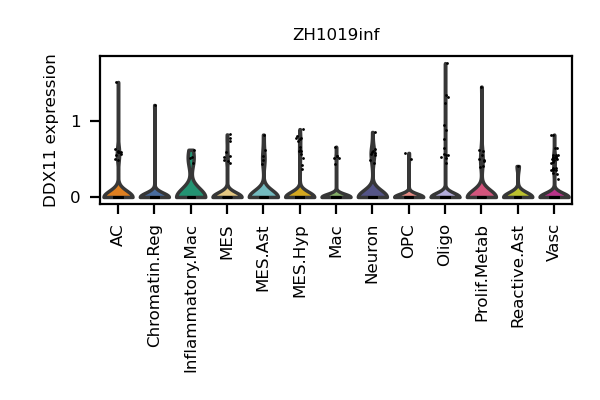 ZH1019inf
DDX11 expression
1
0
AC
Chromatin.Reg
Inflammatory.Mac
MES
MES.Ast
MES.Hyp
Mac
Neuron
OPC
Oligo
Prolif.Metab
Reactive.Ast
Vasc